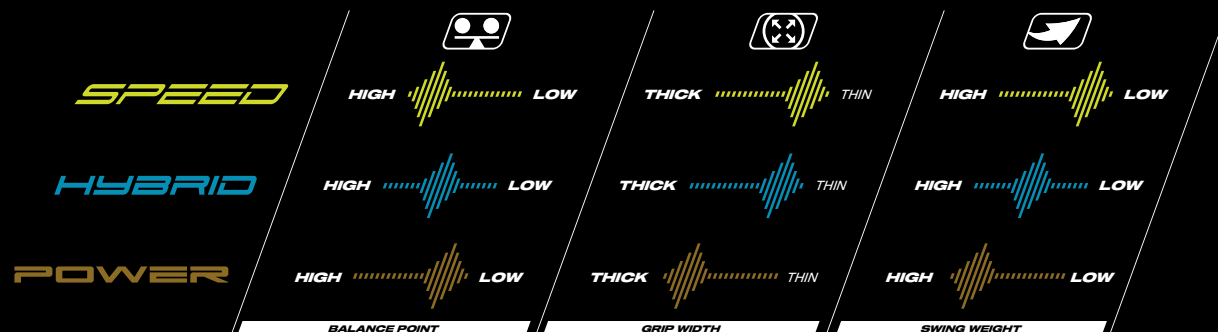 SPEED
HIGH LOW THICK THIN HIGH LOW
HYBRID
HIGH LOW THICK THIN HIGH LOW
POWER
HIGH LOW THICK THIN HIGH LOW
BALANCE POINT GRIP WIDTH SWING WEIGHT